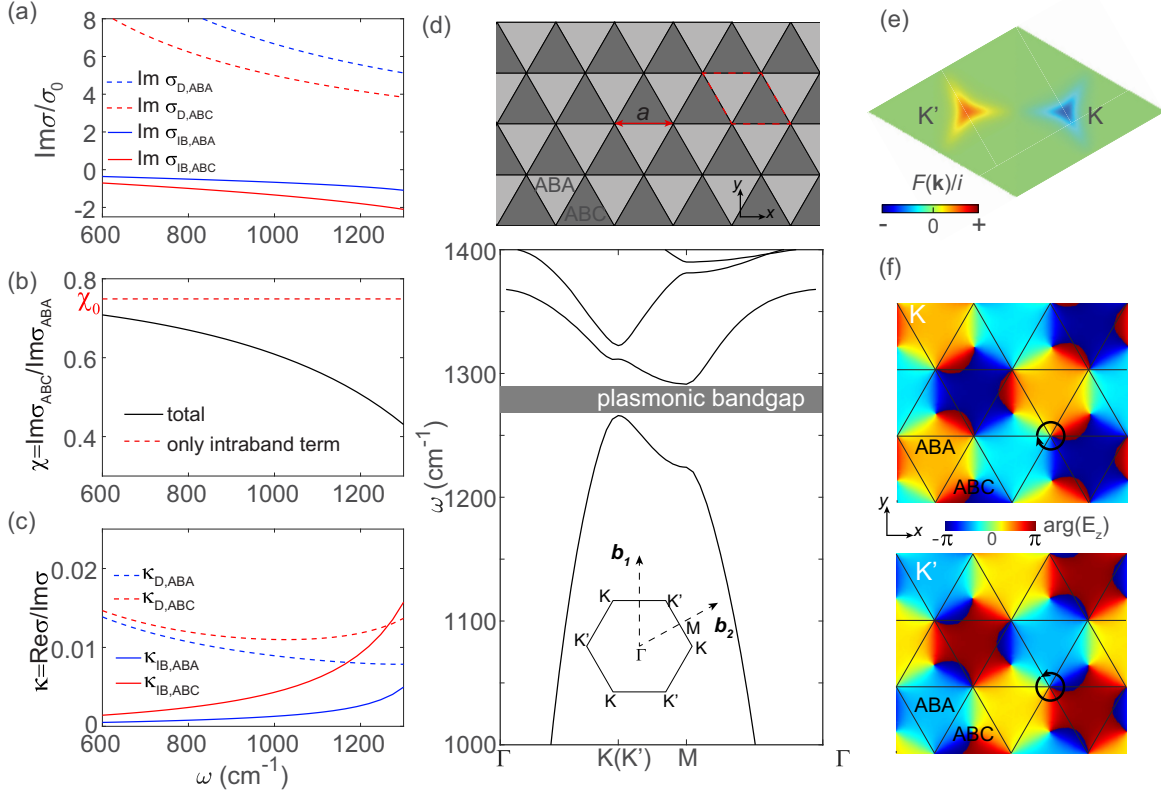 (a)
Imσ/σ0
8
6
4
2
0
-2
Im σD,ABA
Im σD,ABC
Im σIB,ABA
Im σIB,ABC
600 800 1000 1200
(b)
χ=ImσABC/ImσABA
0.8
χ0
0.6
0.4
total
only intraband term
600 800 1000 1200
(c)
κ=Reσ/Imσ
0.02
0.01
0
κD,ABA
κD,ABC
κIB,ABA
κIB,ABC
600 800 1000 1200
ω (cm-1)
(d)
a
ABA
ABC
y
x
ω (cm-1)
1400
1300
1200
1100
1000
plasmonic bandgap
b1
b2
K K'
K' Γ M K
K K'
Γ K(K') M Γ
(e)
K' K
F(k)/i
- 0 +
(f)
K
ABA
ABC
y
x
-π 0 π arg(Ez)
K'
ABA
ABC